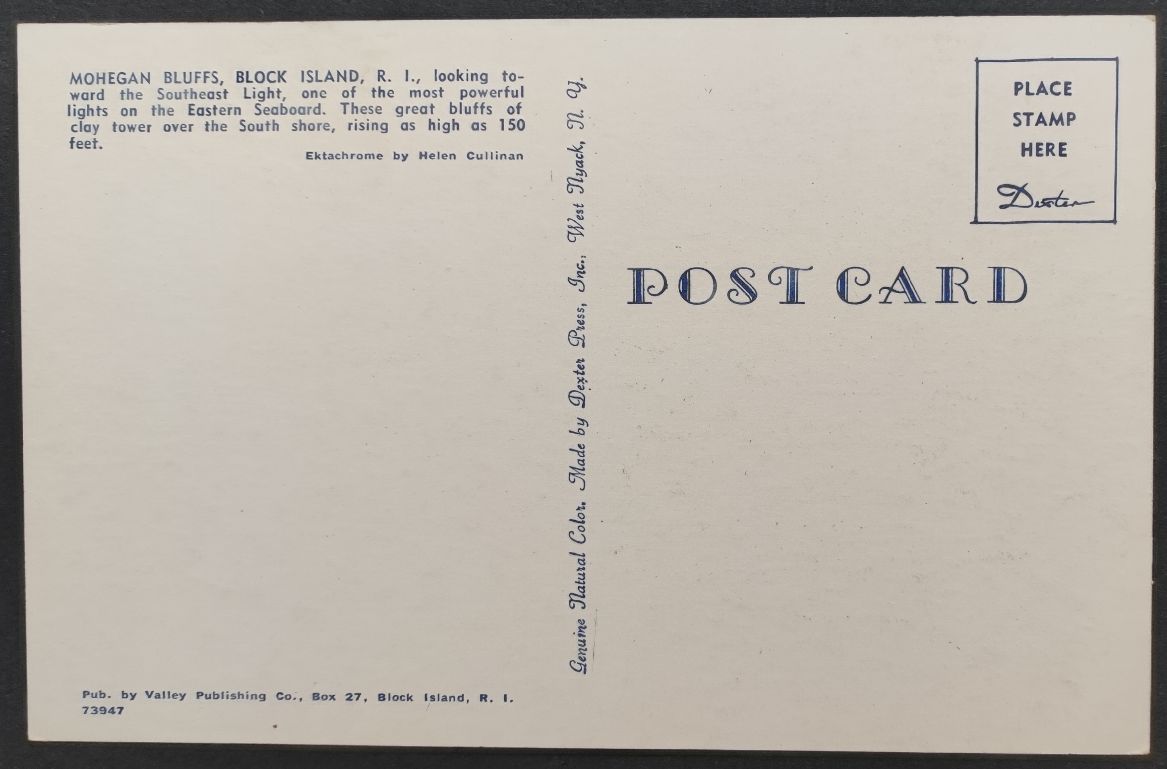 MOHEGAN BLUFFS, BLOCK ISLAND, R. I., looking to-
ward the Southeast Light, one of the most powerful
lights on the Eastern Seaboard. These great bluffs of
clay tower over the South shore, rising as high as 150
feet.
Ektachrome by Helen Cullinan
Pub. by Valley Publishing Co., Box 27, Block Island, R. I.
73947
Genuine Natural Color. Made by Dexter Press, Inc., West Nyack, N. Y.
PLACE
STAMP
HERE
Dexter
POST CARD